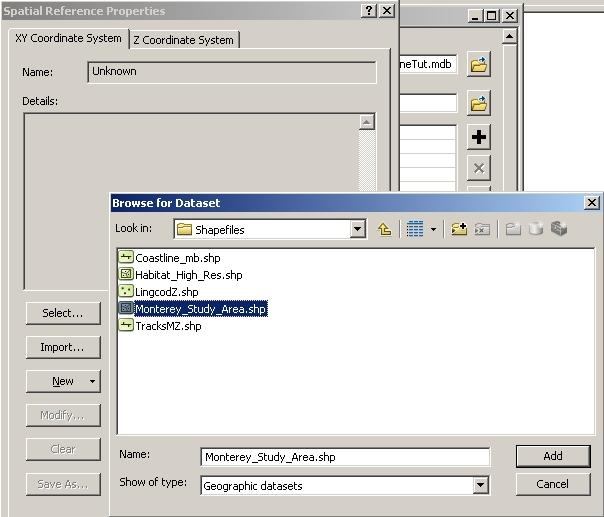 Spatial Reference Properties
XY Coordinate System
Z Coordinate System
Name:
Unknown
Details:
neTut.mdb
Select...
Import...
New
Modify...
Clear
Save As...
Browse for Dataset
Look in:
Shapefiles
Coastline_mb.shp
Habitat_High_Res.shp
LingcodZ.shp
Monterey_Study_Area.shp
TracksMZ.shp
Name:
Monterey_Study_Area.shp
Add
Show of type:
Geographic datasets
Cancel